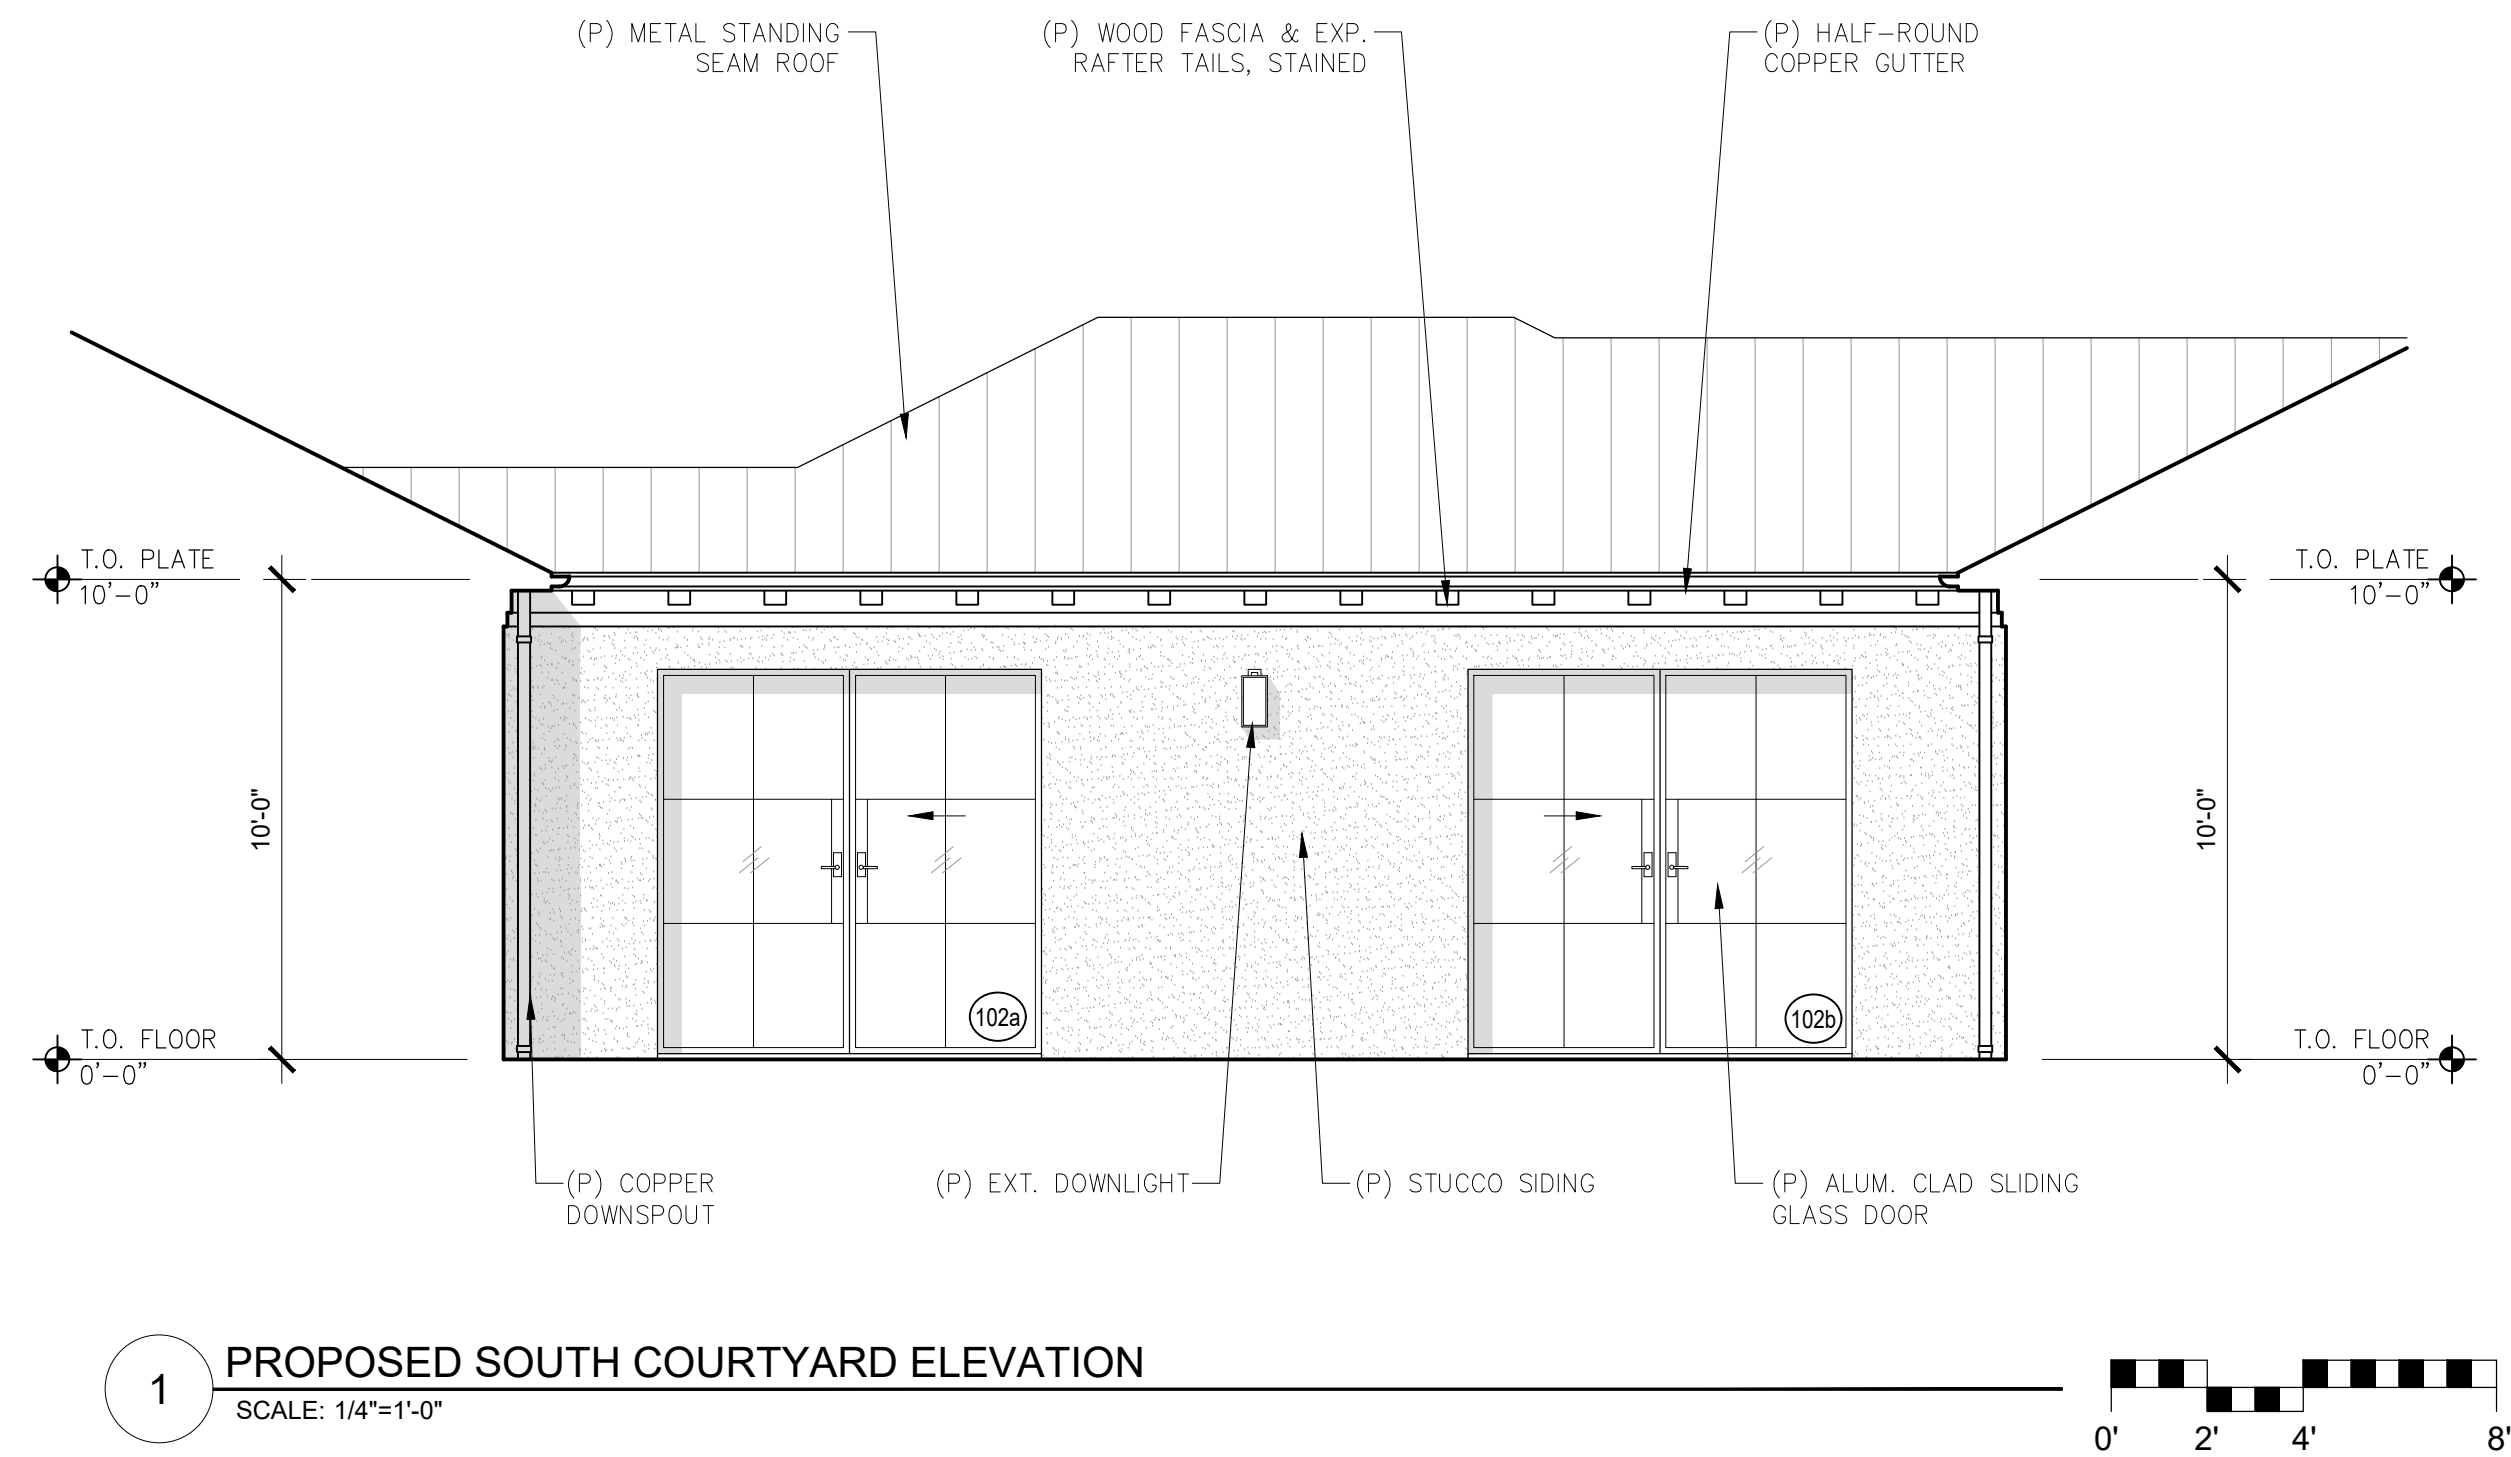 (P) METAL STANDING
SEAM ROOF
(P) WOOD FASCIA & EXP.
RAFTER TAILS, STAINED
(P) HALF-ROUND
COPPER GUTTER
T.O. PLATE
10'-0"
T.O. PLATE
10'-0"
10'-0"
10'-0"
102a
102b
T.O. FLOOR
0'-0"
T.O. FLOOR
0'-0"
(P) COPPER
DOWNSPOUT
(P) EXT. DOWNLIGHT
(P) STUCCO SIDING
(P) ALUM. CLAD SLIDING
GLASS DOOR
1
PROPOSED SOUTH COURTYARD ELEVATION
SCALE: 1/4"=1'-0"
0' 2' 4' 8'